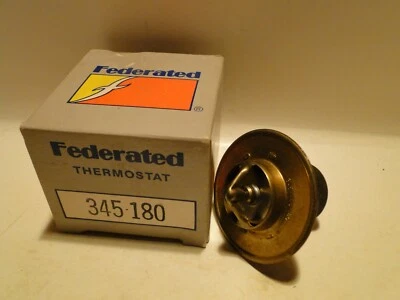 Federated
®
Federated
THERMOSTAT
345-180